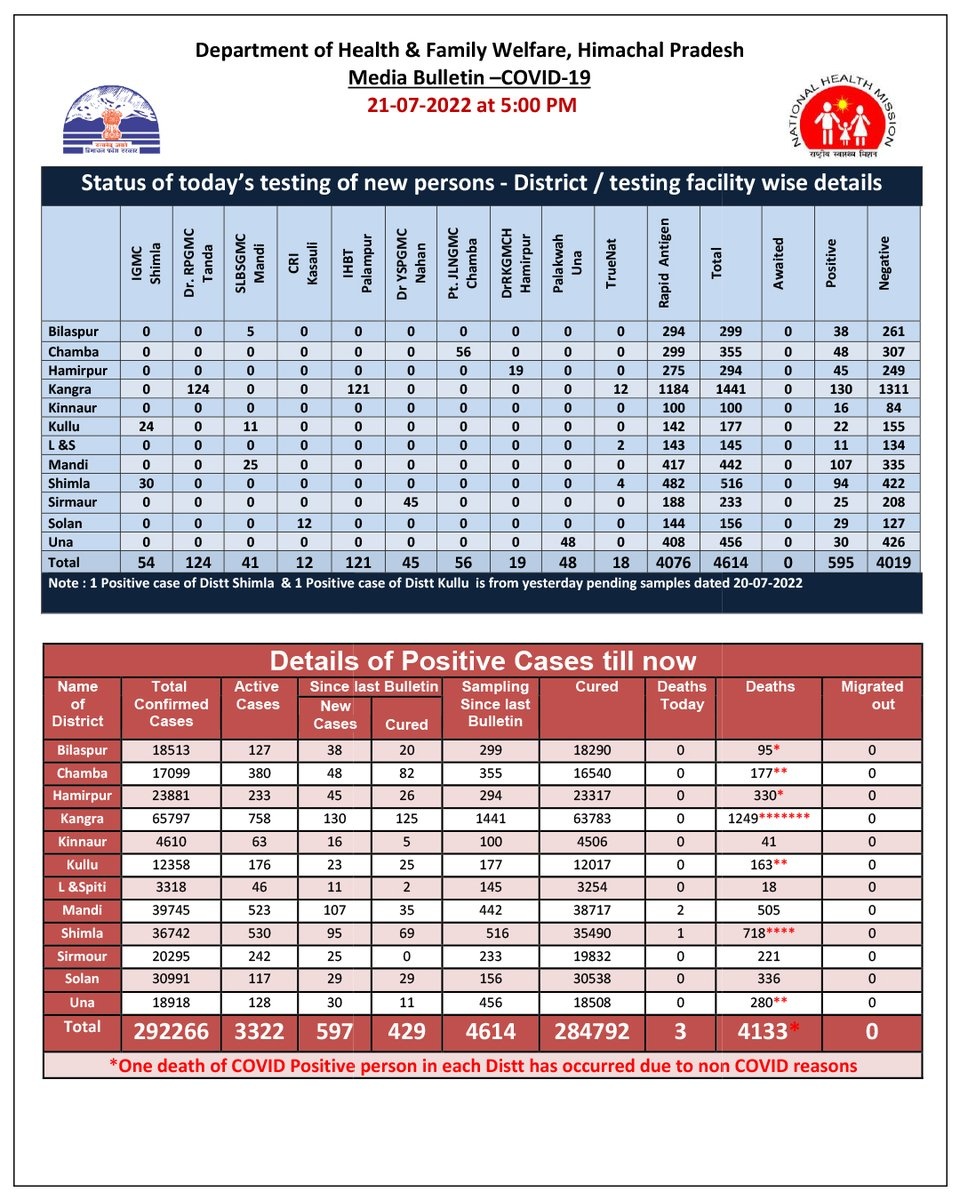 Department of Health & Family Welfare, Himachal Pradesh
Media Bulletin –COVID-19
21-07-2022 at 5:00 PM
सत्यमेव जयते
हिमाचल प्रदेश सरकार
NATIONAL HEALTH MISSION
राष्ट्रीय स्वास्थ्य मिशन
Status of today’s testing of new persons - District / testing facility wise details
IGMC Shimla Dr. RPGMC Tanda SLBSGMC Mandi CRI Kasauli IHBT Palampur Dr YSPGMC Nahan Pt. JLNGMC Chamba DrRKGMCH Hamirpur Palakwah Una TrueNat Rapid Antigen Total Awaited Positive Negative
Bilaspur 0 0 5 0 0 0 0 0 0 0 294 299 0 38 261
Chamba 0 0 0 0 0 0 56 0 0 0 299 355 0 48 307
Hamirpur 0 0 0 0 0 0 0 19 0 0 275 294 0 45 249
Kangra 0 124 0 0 121 0 0 0 0 12 1184 1441 0 130 1311
Kinnaur 0 0 0 0 0 0 0 0 0 0 100 100 0 16 84
Kullu 24 0 11 0 0 0 0 0 0 0 142 177 0 22 155
L &S 0 0 0 0 0 0 0 0 0 2 143 145 0 11 134
Mandi 0 0 25 0 0 0 0 0 0 0 417 442 0 107 335
Shimla 30 0 0 0 0 0 0 0 0 4 482 516 0 94 422
Sirmaur 0 0 0 0 0 45 0 0 0 0 188 233 0 25 208
Solan 0 0 0 12 0 0 0 0 0 0 144 156 0 29 127
Una 0 0 0 0 0 0 0 0 48 0 408 456 0 30 426
Total 54 124 41 12 121 45 56 19 48 18 4076 4614 0 595 4019
Note : 1 Positive case of Distt Shimla & 1 Positive case of Distt Kullu is from yesterday pending samples dated 20-07-2022
Details of Positive Cases till now
Name of District Total Confirmed Cases Active Cases Since last Bulletin New Cases Cured Sampling Since last Bulletin Cured Deaths Today Deaths Migrated out
Bilaspur 18513 127 38 20 299 18290 0 95* 0
Chamba 17099 380 48 82 355 16540 0 177** 0
Hamirpur 23881 233 45 26 294 23317 0 330* 0
Kangra 65797 758 130 125 1441 63783 0 1249******* 0
Kinnaur 4610 63 16 5 100 4506 0 41 0
Kullu 12358 176 23 25 177 12017 0 163** 0
L &Spiti 3318 46 11 2 145 3254 0 18 0
Mandi 39745 523 107 35 442 38717 2 505 0
Shimla 36742 530 95 69 516 35490 1 718**** 0
Sirmour 20295 242 25 0 233 19832 0 221 0
Solan 30991 117 29 29 156 30538 0 336 0
Una 18918 128 30 11 456 18508 0 280** 0
Total 292266 3322 597 429 4614 284792 3 4133* 0
*One death of COVID Positive person in each Distt has occurred due to non COVID reasons